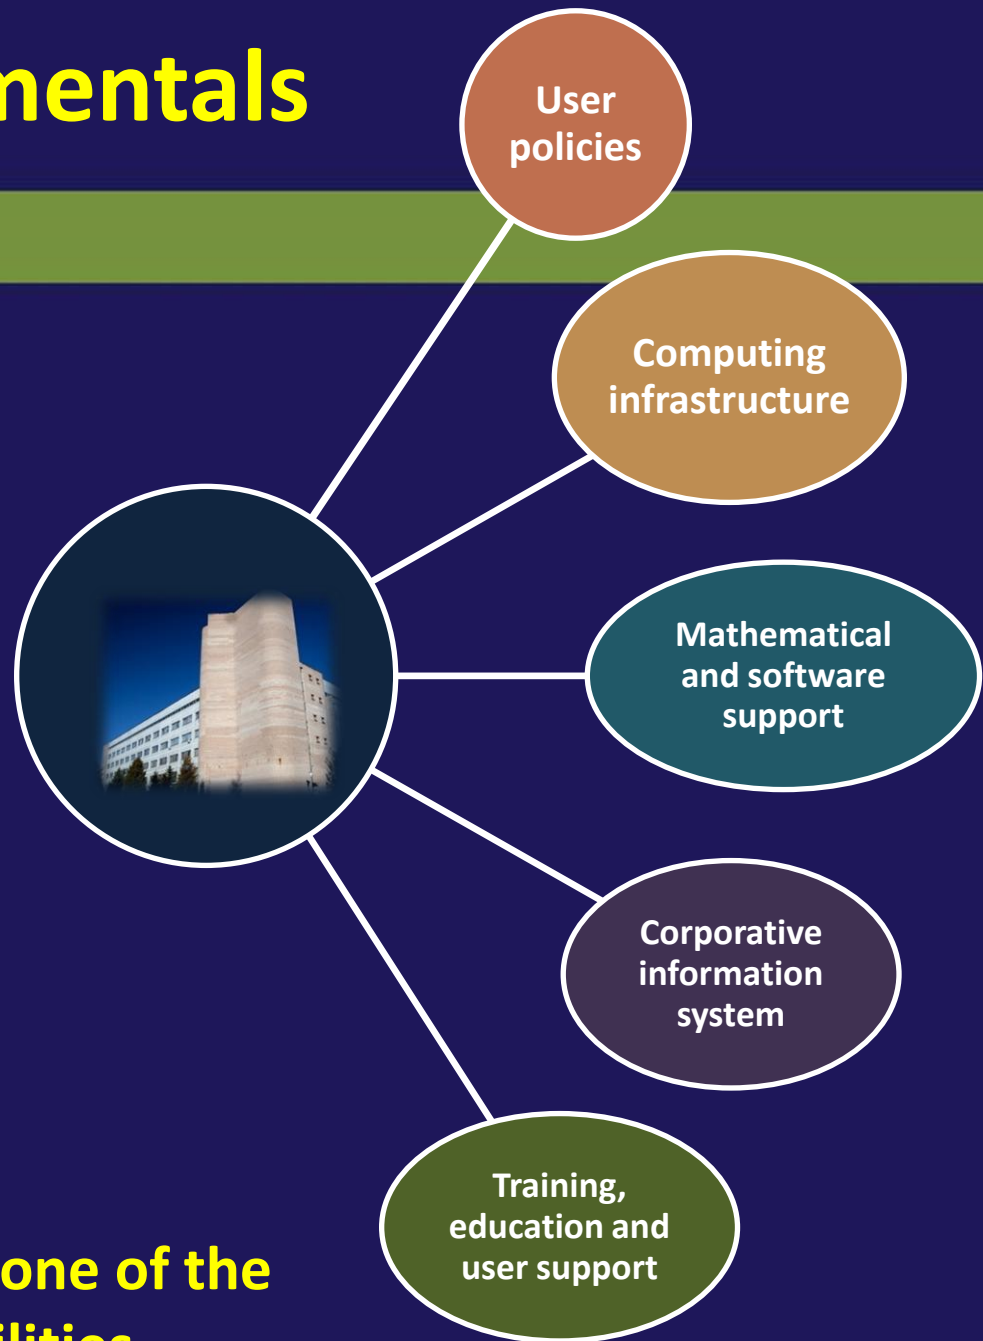 mentals
User
policies
Computing
infrastructure
Mathematical
and software
support
Corporative
information
system
Training,
education and
user support
one of the
ilities